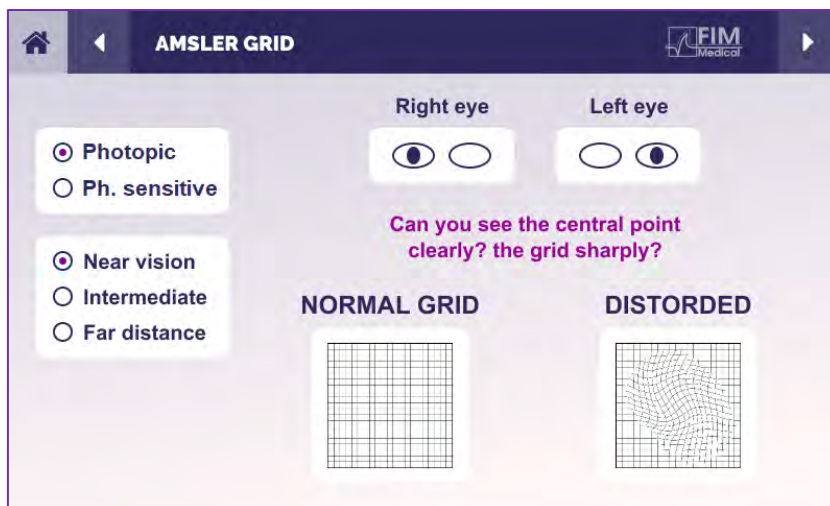 AMSLER GRID
FIM
Medical
Right eye
Left eye
Photopic
Ph. sensitive
Can you see the central point
clearly? the grid sharply?
Near vision
Intermediate
Far distance
NORMAL GRID
DISTORDED